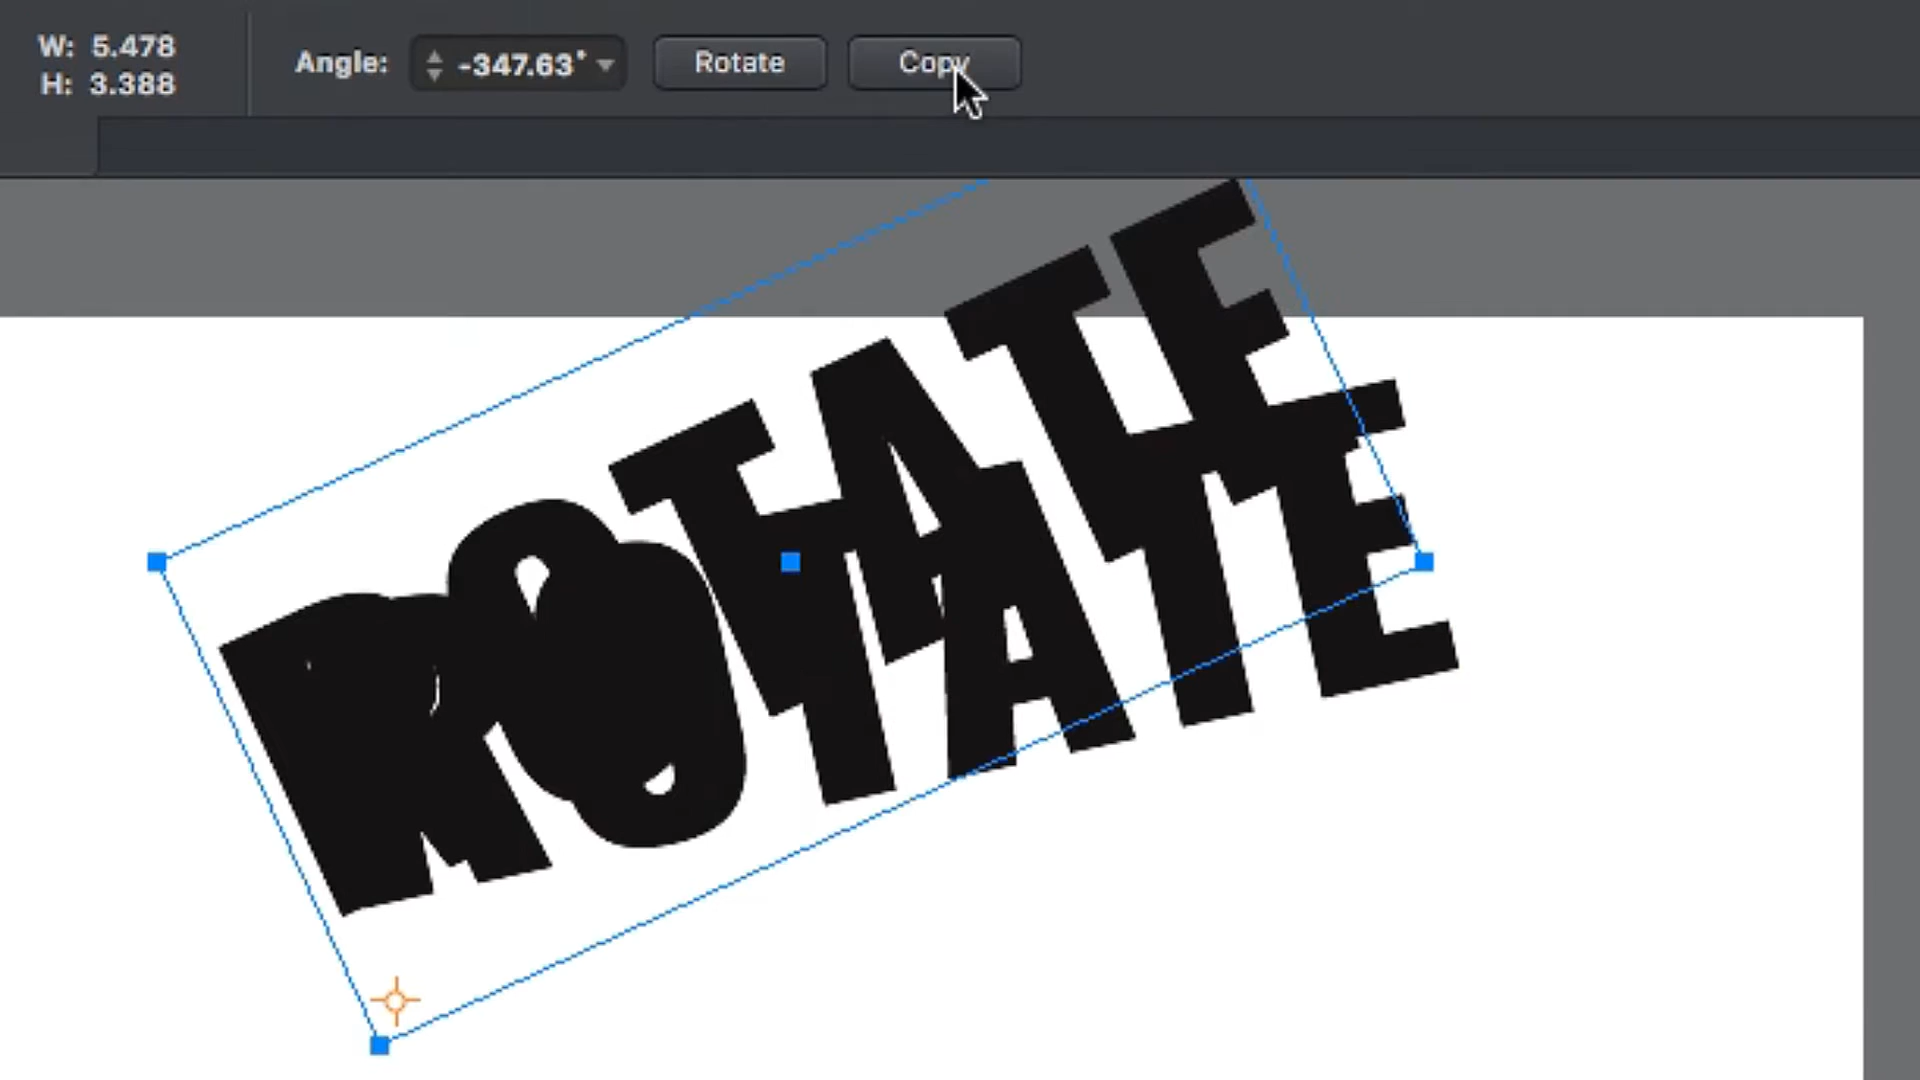 W: 5.478
H: 3.388
Angle: -347.63° Rotate Copy
ROTATE
ROTATE